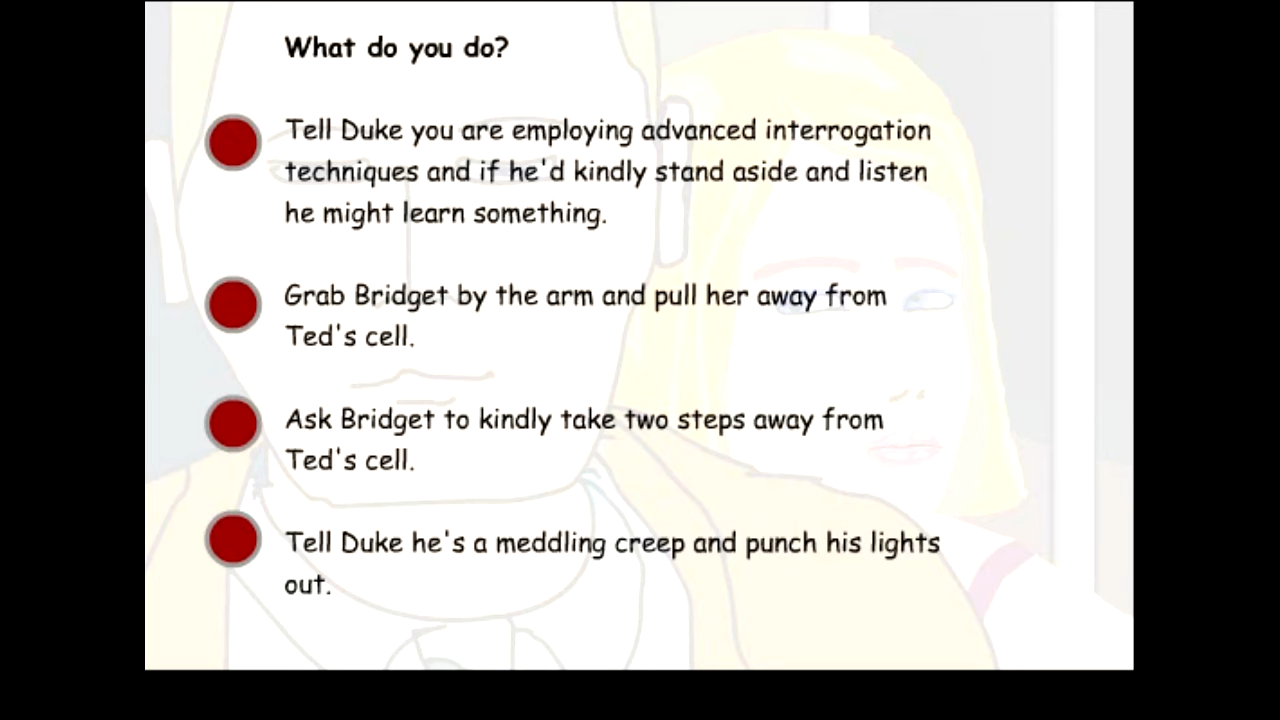 What do you do?
Tell Duke you are employing advanced interrogation
techniques and if he'd kindly stand aside and listen
he might learn something.
Grab Bridget by the arm and pull her away from
Ted's cell.
Ask Bridget to kindly take two steps away from
Ted's cell.
Tell Duke he's a meddling creep and punch his lights
out.